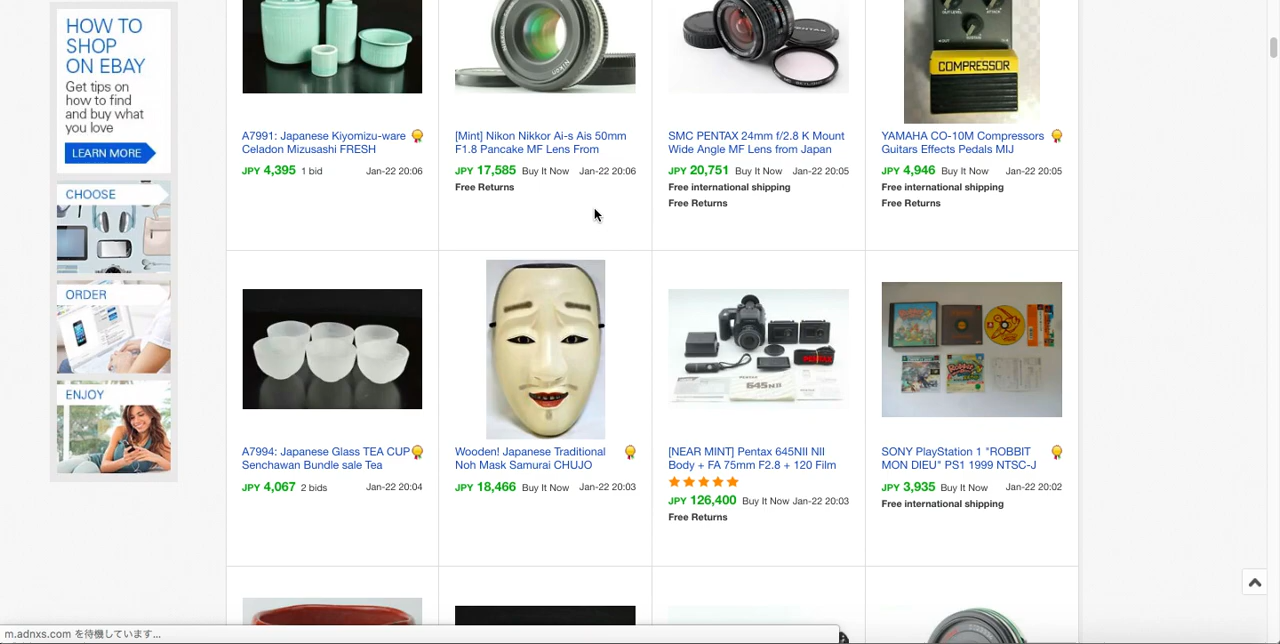 HOW TO
SHOP
ON EBAY
Get tips on
how to find
and buy what
you love
LEARN MORE
CHOOSE
ORDER
ENJOY
COMPRESSOR
A7991: Japanese Kiyomizu-ware
Celadon Mizusashi FRESH
JPY 4,395 1 bid Jan-22 20:06
[Mint] Nikon Nikkor Ai-s Ais 50mm
F1.8 Pancake MF Lens From
JPY 17,585 Buy It Now Jan-22 20:06
Free Returns
SMC PENTAX 24mm f/2.8 K Mount
Wide Angle MF Lens from Japan
JPY 20,751 Buy It Now Jan-22 20:05
Free international shipping
Free Returns
YAMAHA CO-10M Compressors
Guitars Effects Pedals MIJ
JPY 4,946 Buy It Now Jan-22 20:05
Free international shipping
Free Returns
A7994: Japanese Glass TEA CUP
Senchawan Bundle sale Tea
JPY 4,067 2 bids Jan-22 20:04
Wooden! Japanese Traditional
Noh Mask Samurai CHUJO
JPY 18,466 Buy It Now Jan-22 20:03
PENTAX
645NII
[NEAR MINT] Pentax 645NII NII
Body + FA 75mm F2.8 + 120 Film
JPY 126,400 Buy It Now Jan-22 20:03
Free Returns
SONY PlayStation 1 "ROBBIT
MON DIEU" PS1 1999 NTSC-J
JPY 3,935 Buy It Now Jan-22 20:02
Free international shipping
m.adnxs.com を待機しています...